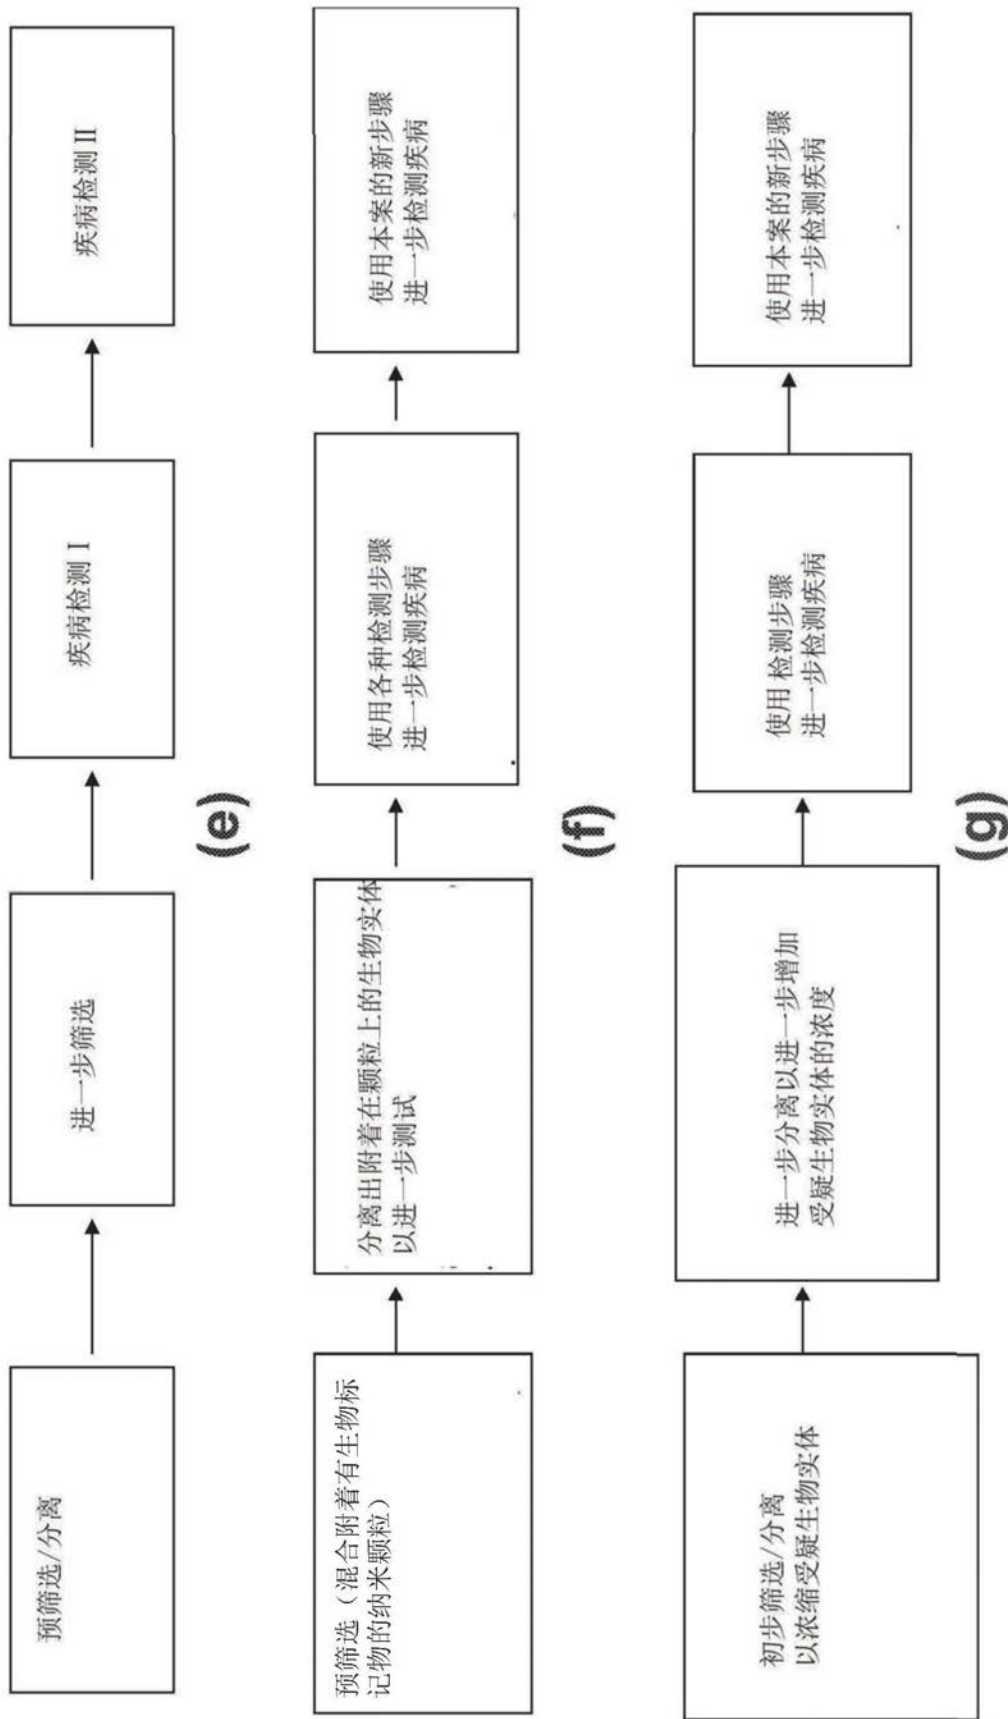 预筛选/分离
进一步筛选
疾病检测 I
疾病检测 II
(e)
预筛选（混合附着有生物标
记物的纳米颗粒）
分离出附着在颗粒上的生物实体
以进一步测试
使用各种检测步骤
进一步检测疾病
使用本案的新步骤
进一步检测疾病
(f)
初步筛选/分离
以浓缩受疑生物实体
进一步分离以进一步增加
受疑生物实体的浓度
使用 检测步骤
进一步检测疾病
使用本案的新步骤
进一步检测疾病
(g)